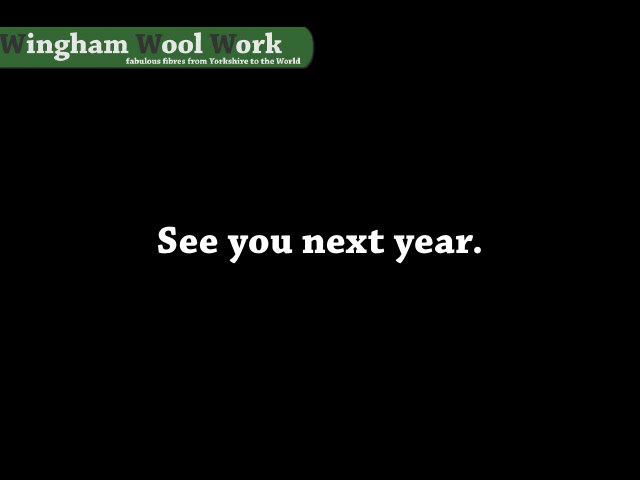 Wingham Wool Work
fabulous fibres from Yorkshire to the World
See you next year.